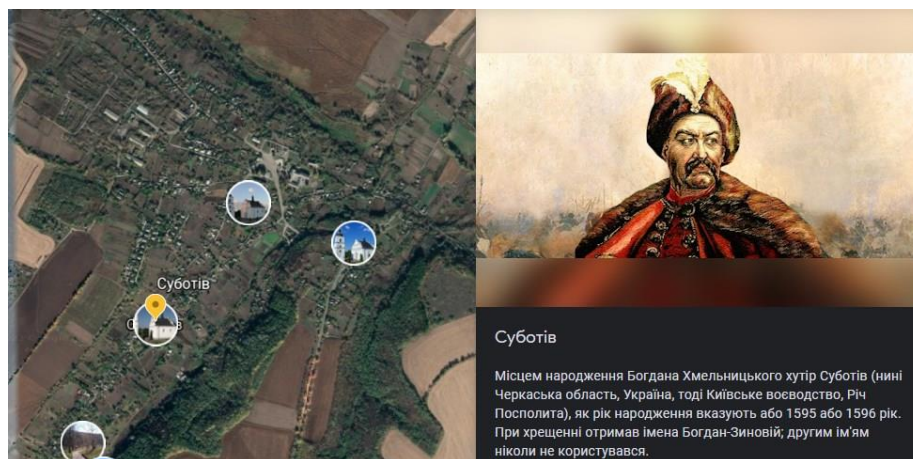 Суботів
Суботів
Місцем народження Богдана Хмельницького хутір Суботів (нині
Черкаська область, Україна, тоді Київське воєводство, Річ
Посполита), як рік народження вказують або 1595 або 1596 рік.
При хрещенні отримав імена Богдан-Зиновій; другим ім'ям
ніколи не користувався.